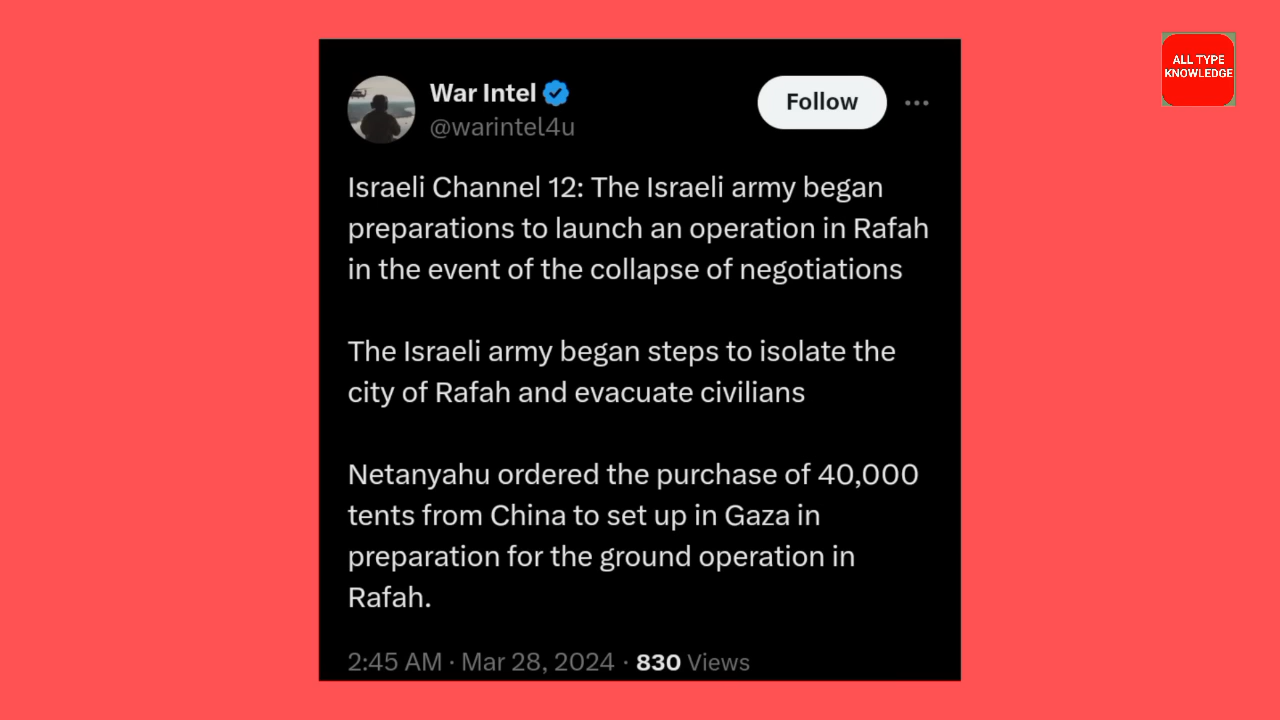 ALL TYPE
KNOWLEDGE
War Intel
@warintel4u
Follow
Israeli Channel 12: The Israeli army began
preparations to launch an operation in Rafah
in the event of the collapse of negotiations
The Israeli army began steps to isolate the
city of Rafah and evacuate civilians
Netanyahu ordered the purchase of 40,000
tents from China to set up in Gaza in
preparation for the ground operation in
Rafah.
2:45 AM · Mar 28, 2024 · 830 Views